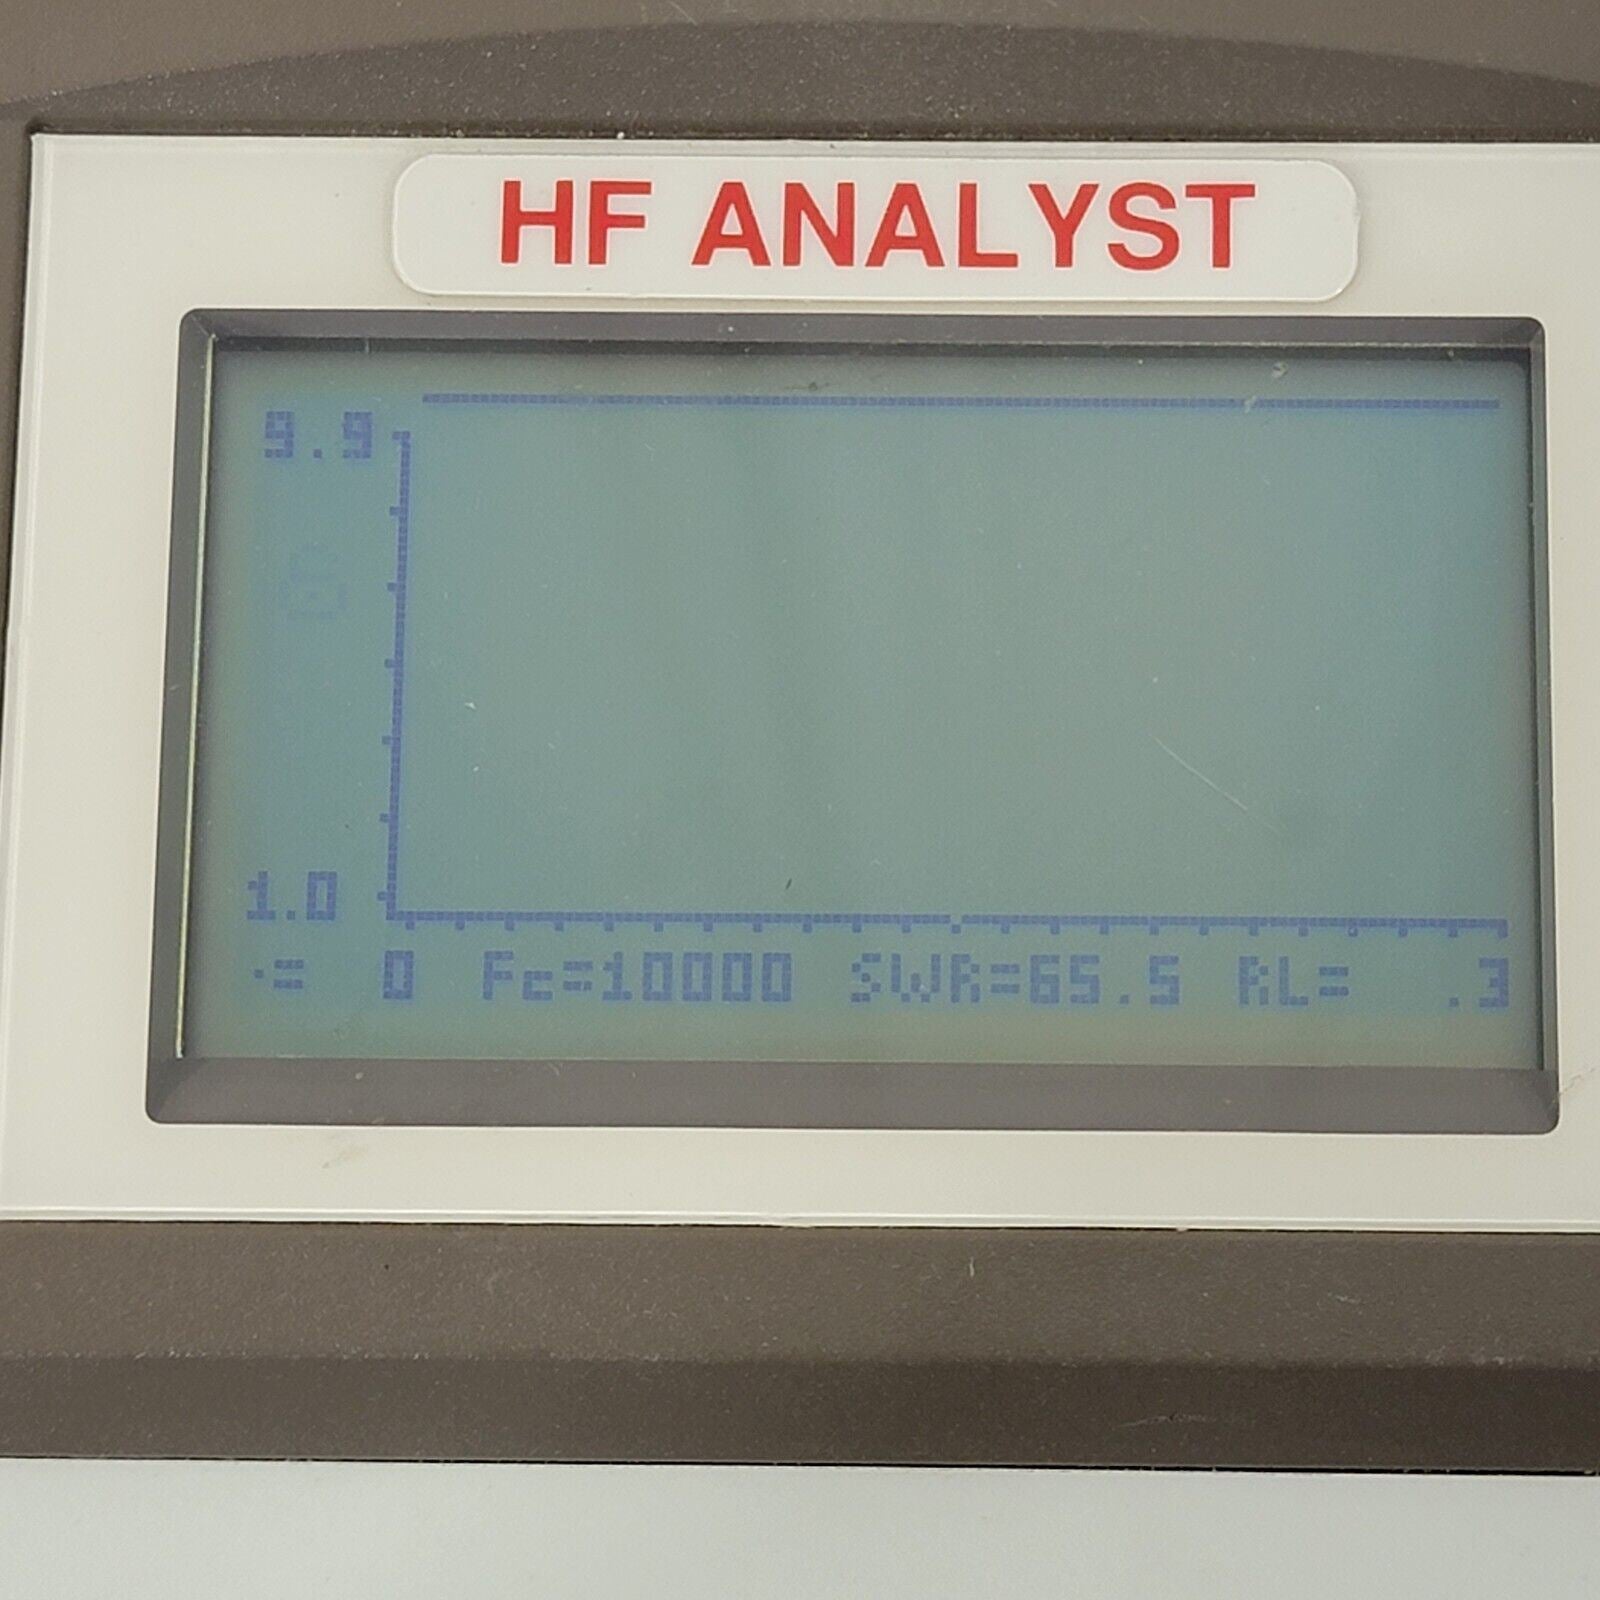 HF ANALYST
9.9
1.0
·= 0 Fc=10000 SWR=65.5 RL= .3